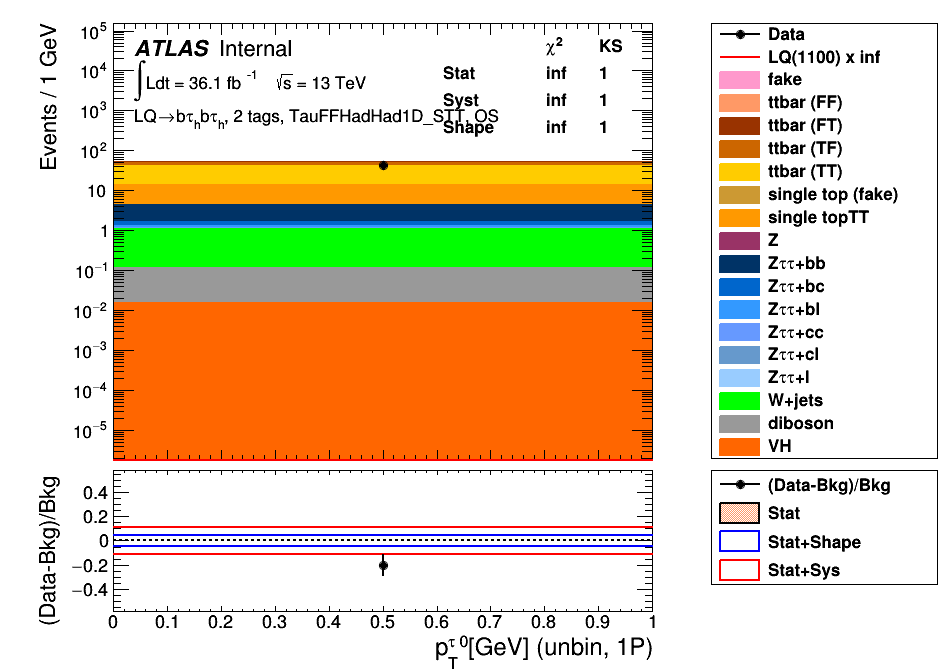 ATLAS Internal
∫ Ldt = 36.1 fb⁻¹ √s = 13 TeV
LQ→bτₕbτₕ, 2 tags, TauFFHadHad1D_STT, OS
χ² KS
Stat inf 1
Syst inf 1
Shape inf 1
Events / 1 GeV
10⁵
10⁴
10³
10²
10
1
10⁻¹
10⁻²
10⁻³
10⁻⁴
10⁻⁵
Data
LQ(1100) x inf
fake
ttbar (FF)
ttbar (FT)
ttbar (TF)
ttbar (TT)
single top (fake)
single topTT
Z
Zττ+bb
Zττ+bc
Zττ+bl
Zττ+cc
Zττ+cl
Zττ+l
W+jets
diboson
VH
(Data-Bkg)/Bkg
0.4
0.2
0
−0.2
−0.4
0 0.1 0.2 0.3 0.4 0.5 0.6 0.7 0.8 0.9 1
p_T^τ 0[GeV] (unbin, 1P)
(Data-Bkg)/Bkg
Stat
Stat+Shape
Stat+Sys